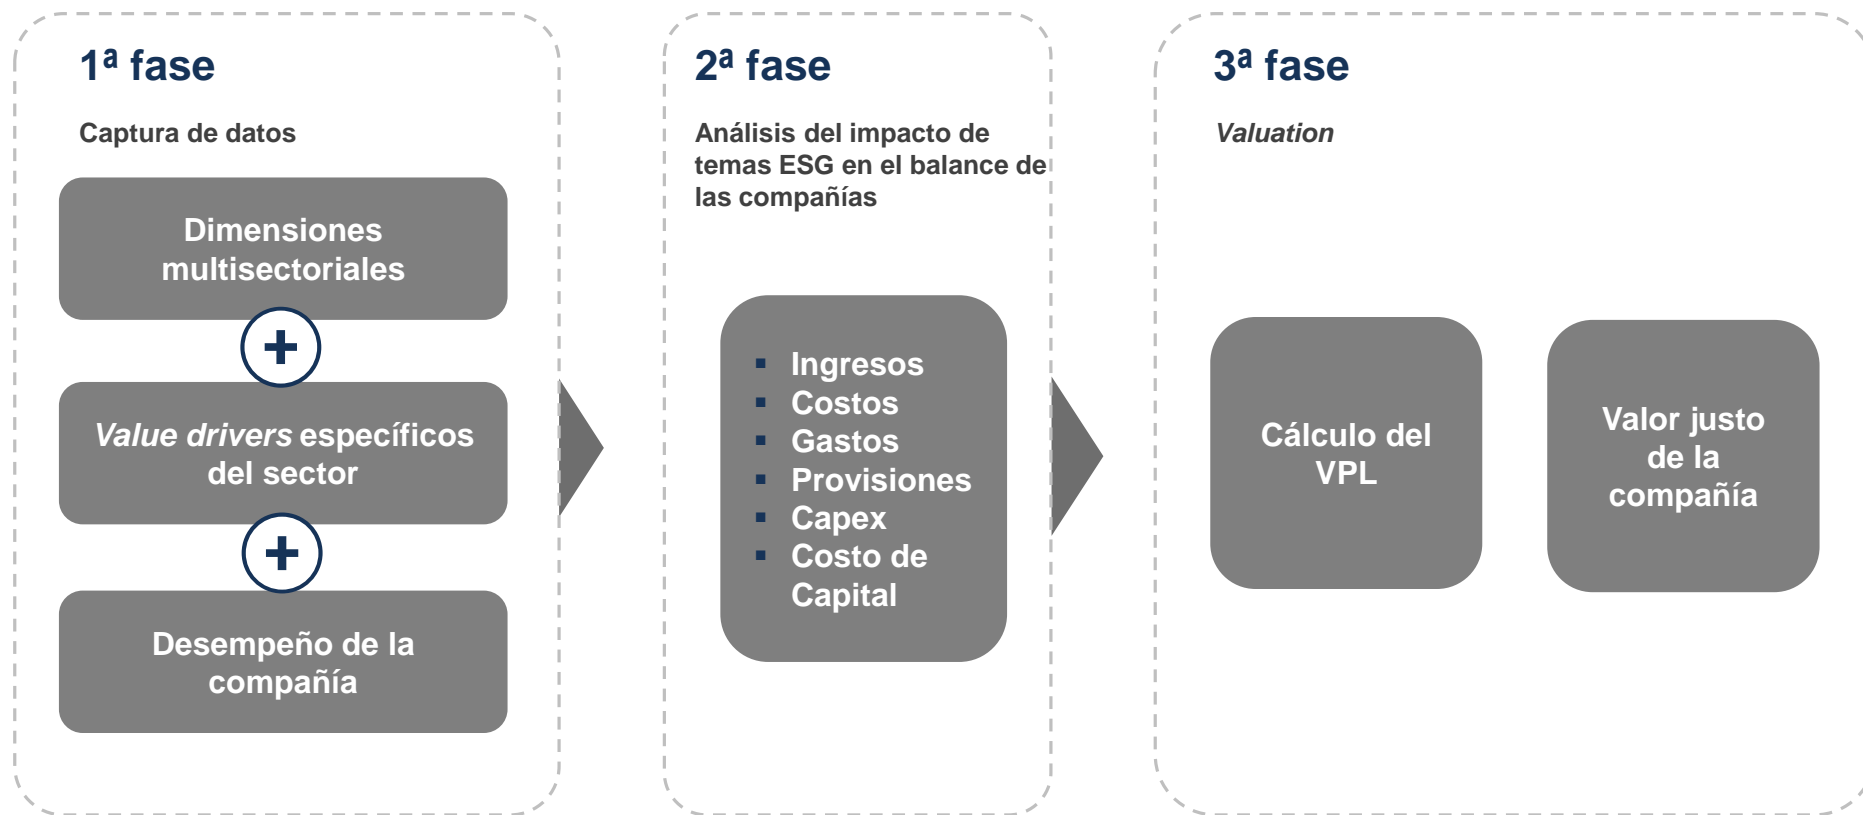 1ª fase
Captura de datos
Dimensiones
multisectoriales
+
Value drivers específicos
del sector
+
Desempeño de la
compañía
2ª fase
Análisis del impacto de
temas ESG en el balance de
las compañías
▪ Ingresos
▪ Costos
▪ Gastos
▪ Provisiones
▪ Capex
▪ Costo de
Capital
3ª fase
Valuation
Cálculo del
VPL
Valor justo
de la
compañía